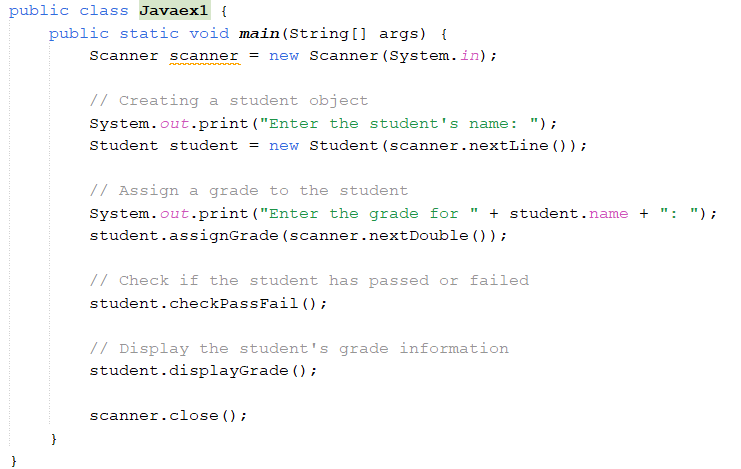 public class Javaex1 {
    public static void main(String[] args) {
        Scanner scanner = new Scanner(System.in);

        // Creating a student object
        System.out.print("Enter the student's name: ");
        Student student = new Student(scanner.nextLine());

        // Assign a grade to the student
        System.out.print("Enter the grade for " + student.name + ": ");
        student.assignGrade(scanner.nextDouble());

        // Check if the student has passed or failed
        student.checkPassFail();

        // Display the student's grade information
        student.displayGrade();

        scanner.close();
    }
}